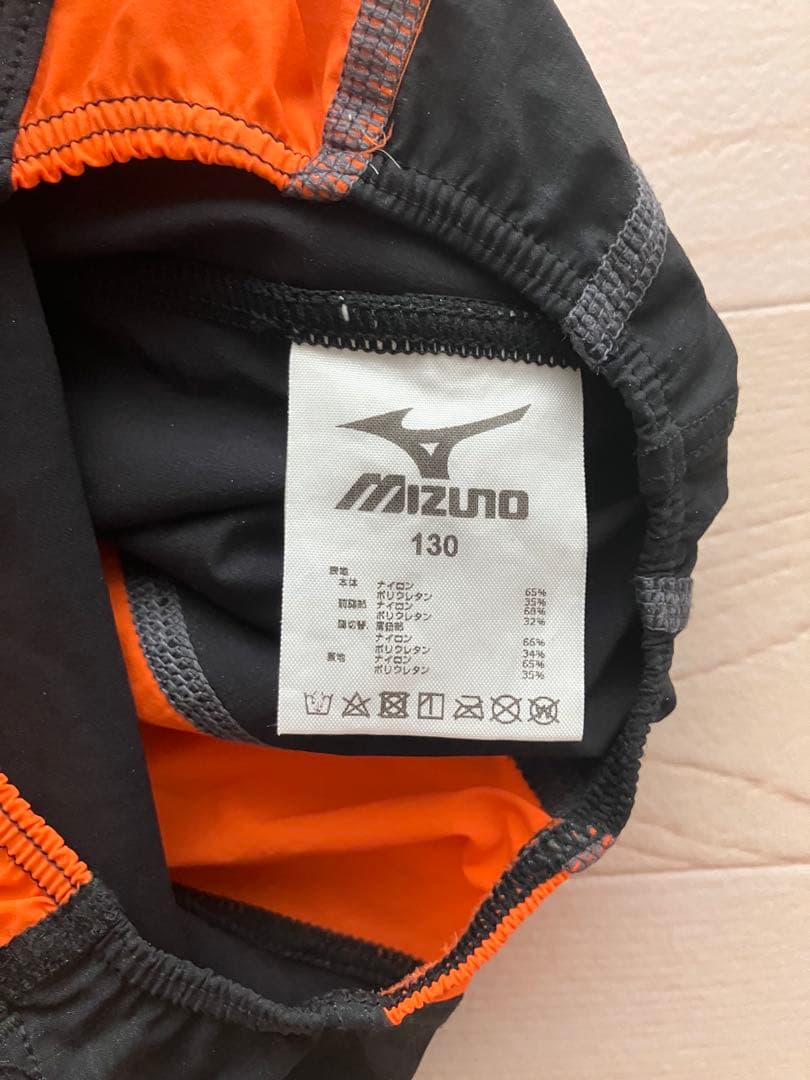 MIZUNO
130
表地
本体 ナイロン 65%
ポリウレタン 35%
ナイロン 68%
ポリウレタン 32%
ナイロン 66%
ポリウレタン 34%
裏地 ナイロン 65%
ポリウレタン 35%
W